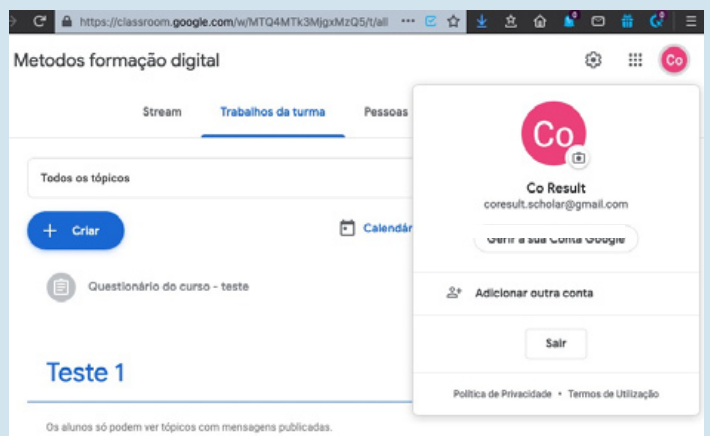 https://classroom.google.com/w/MTQ4MTk3MjgxMzQ5/t/all
Metodos formação digital
Co
Stream
Trabalhos da turma
Pessoas
Co
Co Result
coresult.scholar@gmail.com
Gerir a sua Conta Google
Todos os tópicos
+ Criar
Calendár
Questionário do curso - teste
Adicionar outra conta
Sair
Teste 1
Política de Privacidade • Termos de Utilização
Os alunos só podem ver tópicos com mensagens publicadas.